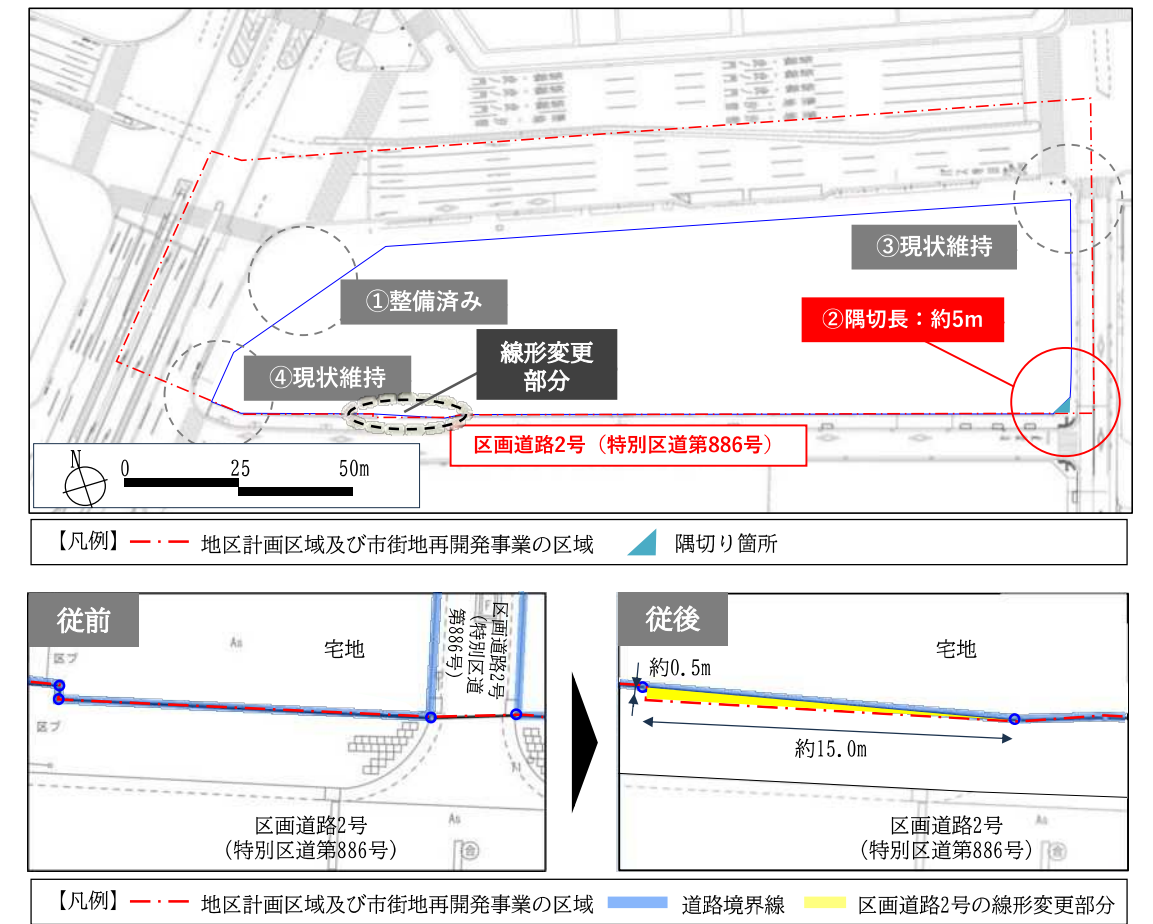 ③現状維持
①整備済み
②隅切長：約5m
線形変更
部分
④現状維持
区画道路2号（特別区道第886号）
N
0
25
50m
【凡例】
地区計画区域及び市街地再開発事業の区域
隅切り箇所
従前
As
宅地
区画道路2号
（特別区道
第886号）
区ブ
区ブ
As
区画道路2号
（特別区道第886号）
従後
宅地
約0.5m
約15.0m
区画道路2号
（特別区道第886号）
As
【凡例】
地区計画区域及び市街地再開発事業の区域
道路境界線
区画道路2号の線形変更部分